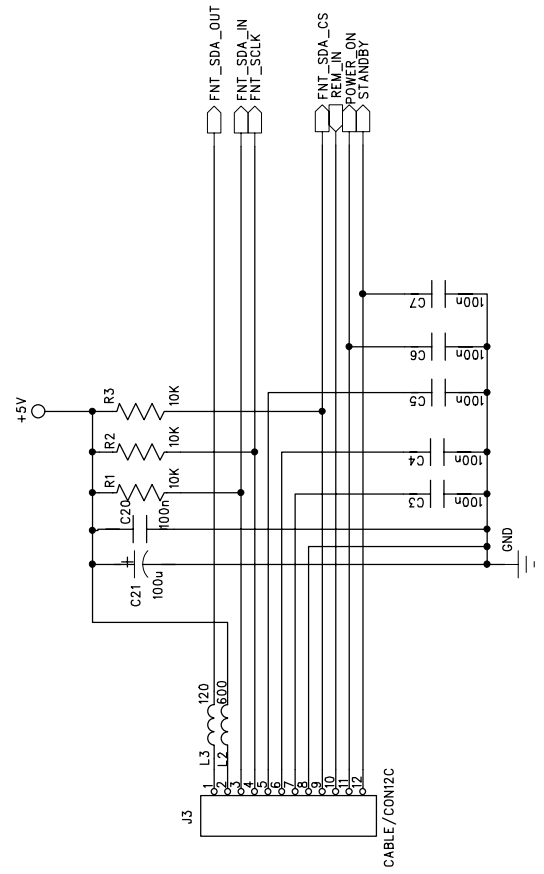 FNT_SDA_OUT
FNT_SDA_IN
FNT_SCLK
FNT_SDA_CS
REM_IN
POWER_ON
STANDBY
+5V
R3
10K
R2
10K
R1
10K
C20
100n
C21
100u
C7
100n
C6
100n
C5
100n
C4
100n
C3
100n
GND
L3
120
L2
600
J3
1
2
3
4
5
6
7
8
9
10
11
12
CABLE/CON12C